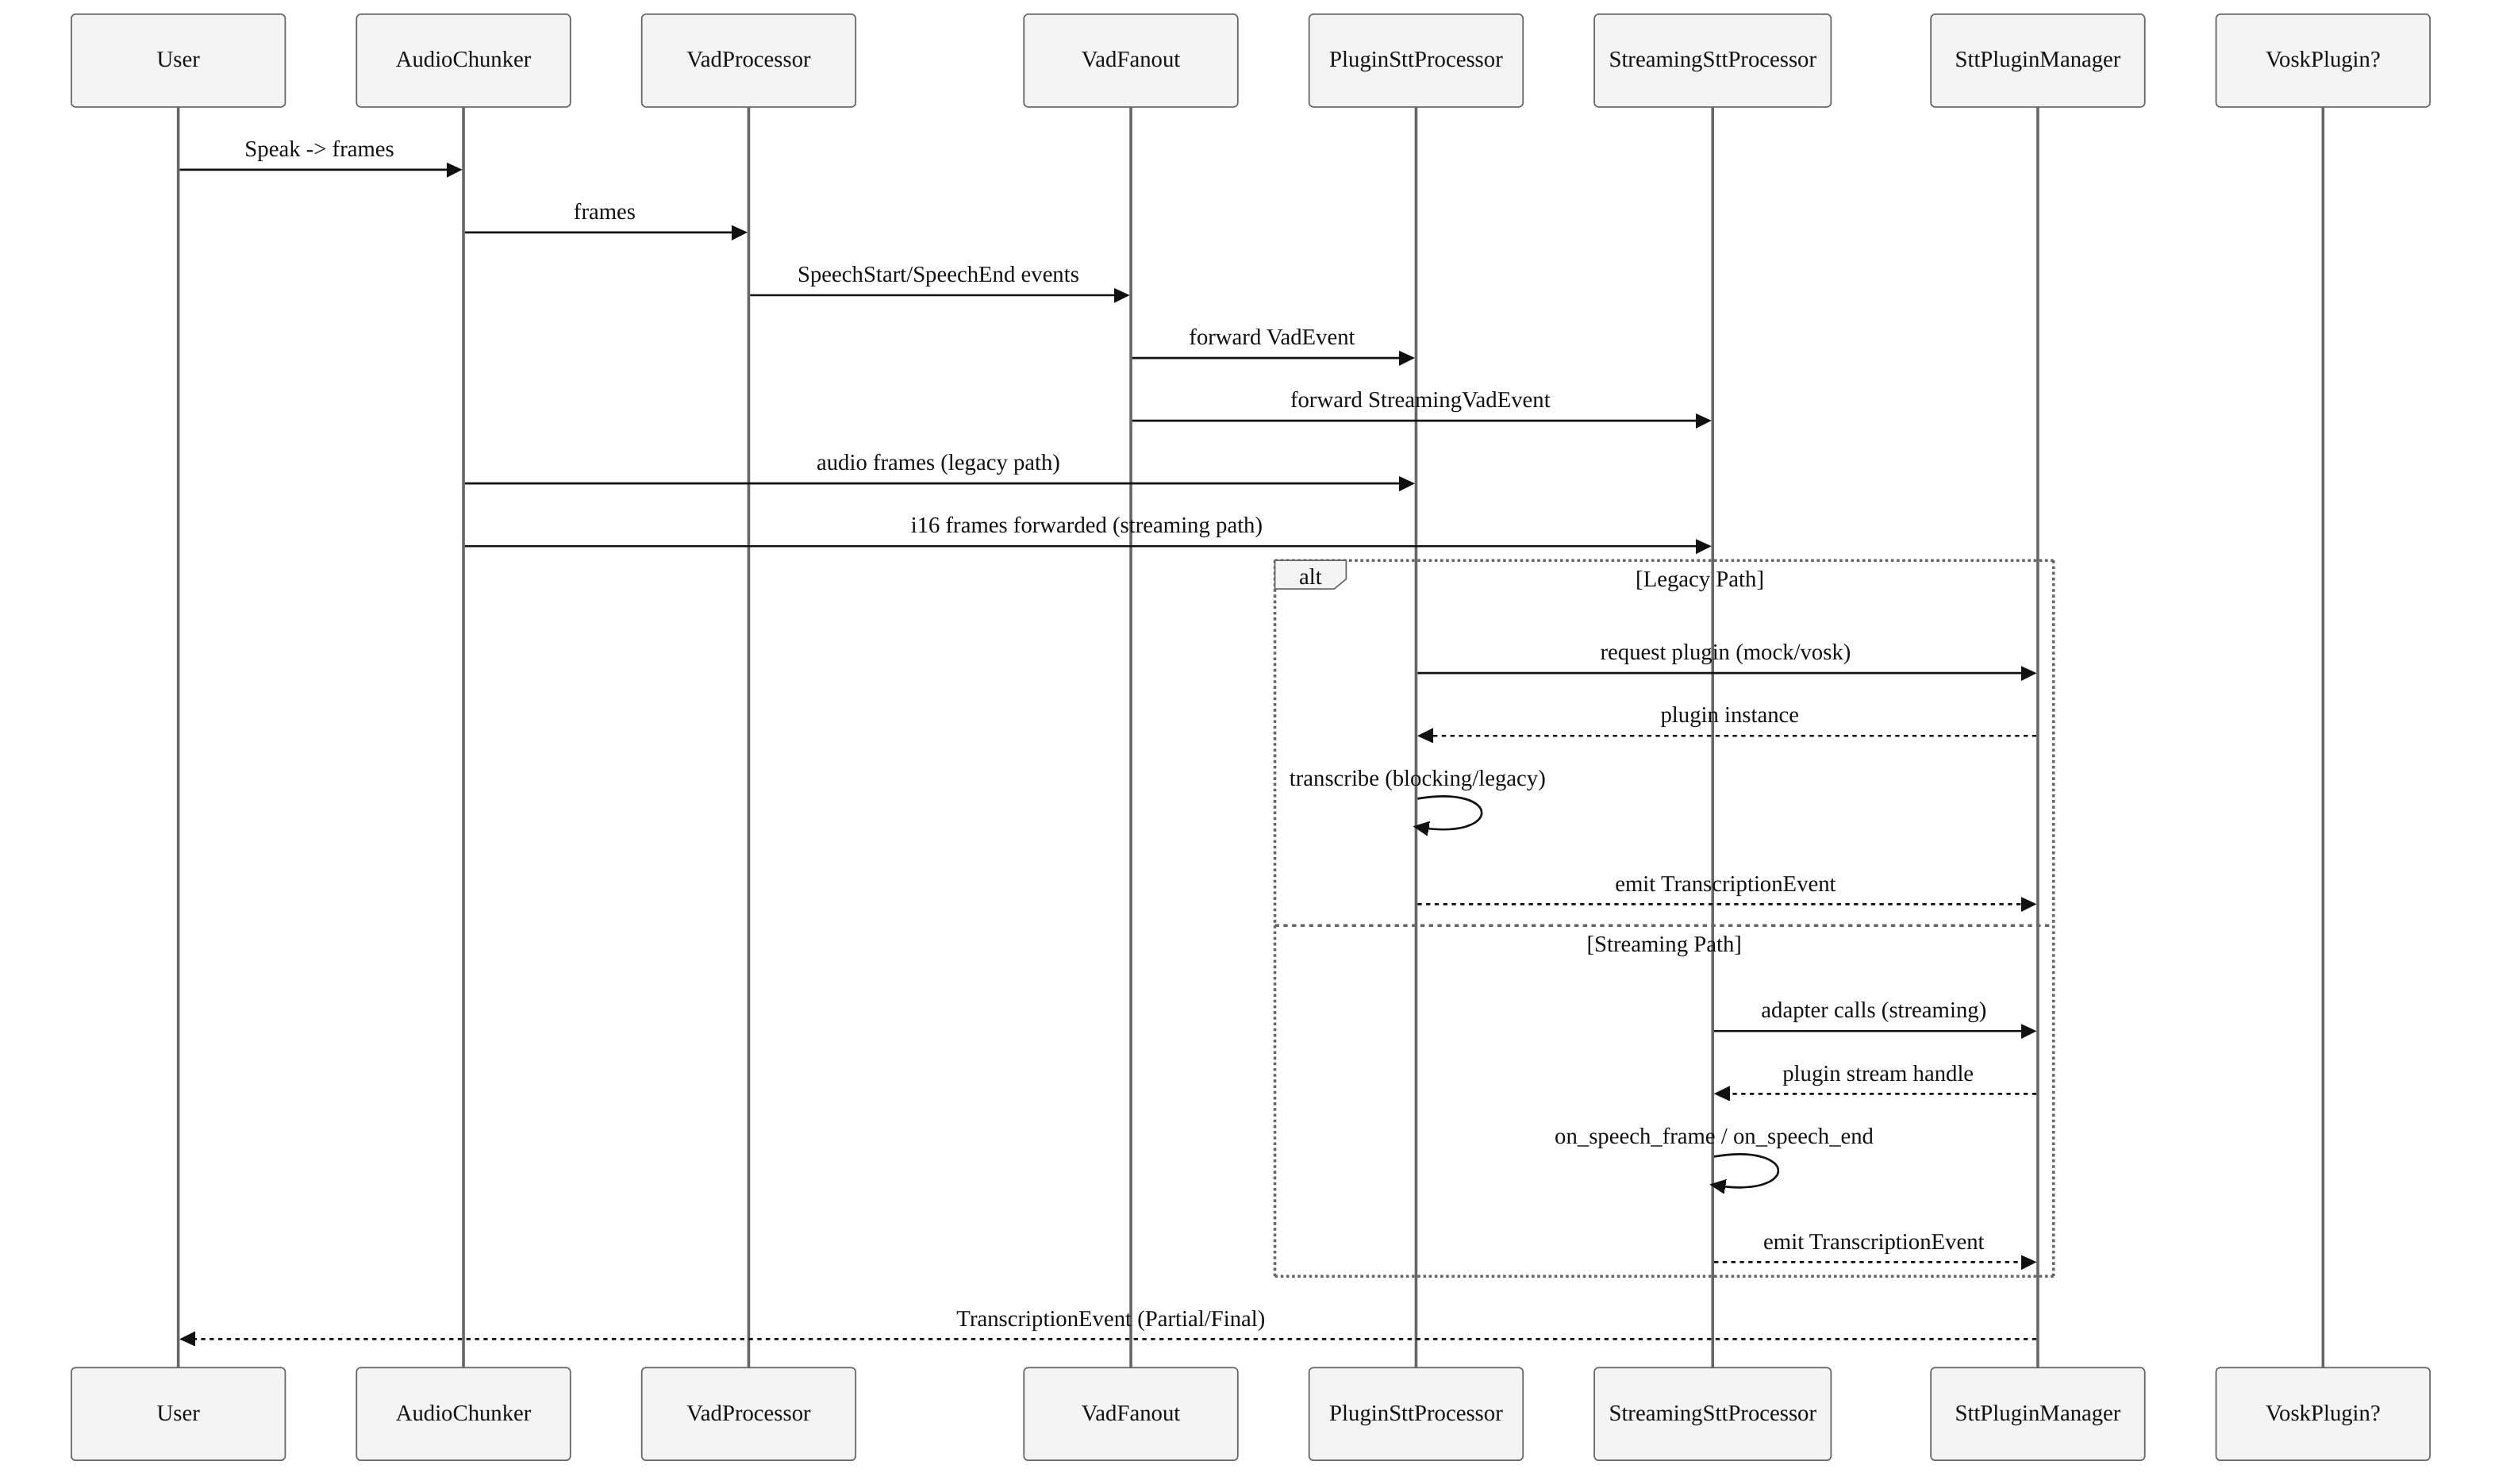 User
AudioChunker
VadProcessor
VadFanout
PluginSttProcessor
StreamingSttProcessor
SttPluginManager
VoskPlugin?
Speak -> frames
frames
SpeechStart/SpeechEnd events
forward VadEvent
forward StreamingVadEvent
audio frames (legacy path)
i16 frames forwarded (streaming path)
alt
[Legacy Path]
request plugin (mock/vosk)
plugin instance
transcribe (blocking/legacy)
emit TranscriptionEvent
[Streaming Path]
adapter calls (streaming)
plugin stream handle
on_speech_frame / on_speech_end
emit TranscriptionEvent
TranscriptionEvent (Partial/Final)
User
AudioChunker
VadProcessor
VadFanout
PluginSttProcessor
StreamingSttProcessor
SttPluginManager
VoskPlugin?